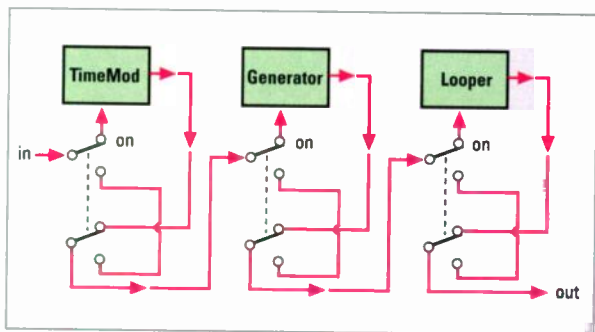 TimeMod
Generator
Looper
in
on
on
on
out